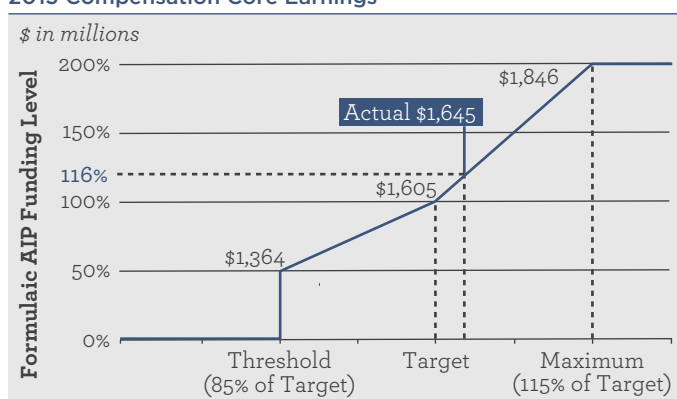 2015 Compensation Core Earnings
$ in millions
Formulaic AIP Funding Level
200%
$1,846
Actual $1,645
150%
116%
$1,605
100%
$1,364
50%
0%
Threshold
(85% of Target)
Target
Maximum
(115% of Target)